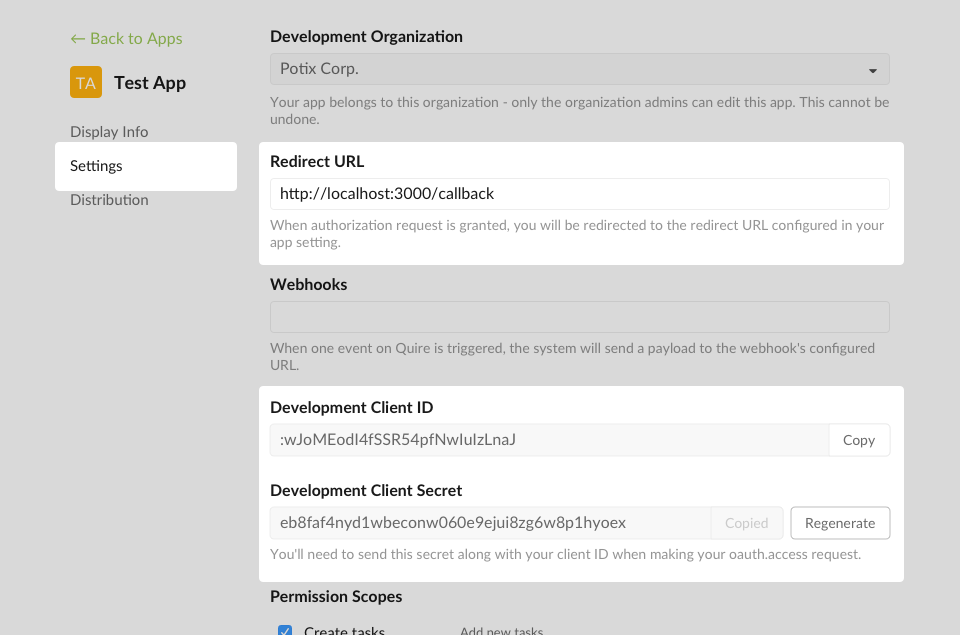 ← Back to Apps
TA
Test App
Display Info
Settings
Distribution
Development Organization
Potix Corp.
Your app belongs to this organization - only the organization admins can edit this app. This cannot be
undone.
Redirect URL
http://localhost:3000/callback
When authorization request is granted, you will be redirected to the redirect URL configured in your
app setting.
Webhooks
When one event on Quire is triggered, the system will send a payload to the webhook's configured
URL.
Development Client ID
:wJoMEodI4fSSR54pfNwIuIzLnaJ
Copy
Development Client Secret
eb8faf4nyd1wbeconw060e9ejui8zg6w8p1hyoex
Copied
Regenerate
You'll need to send this secret along with your client ID when making your oauth.access request.
Permission Scopes
Create tasks
Add new tasks